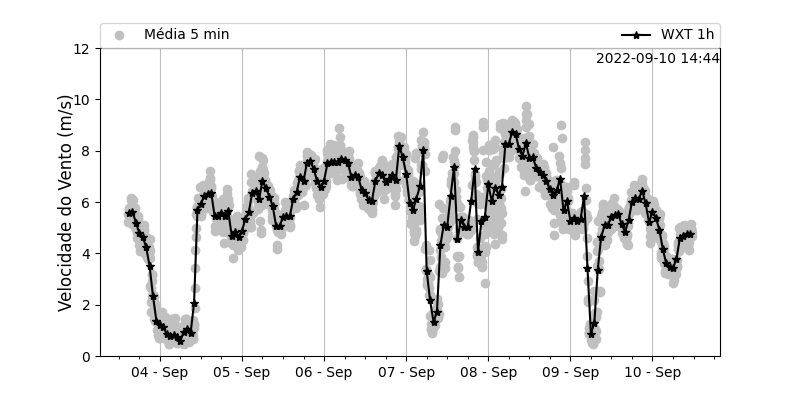 Média 5 min
WXT 1h
2022-09-10 14:44
Velocidade do Vento (m/s)
12
10
8
6
4
2
0
04 - Sep
05 - Sep
06 - Sep
07 - Sep
08 - Sep
09 - Sep
10 - Sep